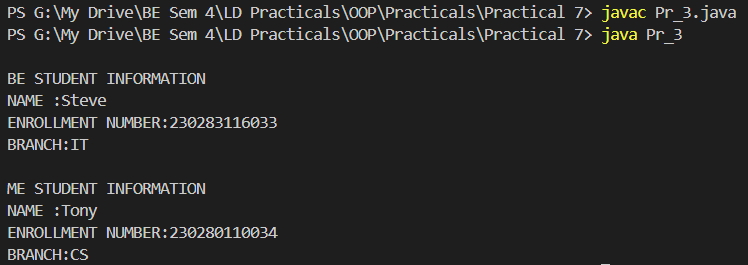 PS G:\My Drive\BE Sem 4\LD Practicals\OOP\Practicals\Practical 7> javac Pr_3.java
PS G:\My Drive\BE Sem 4\LD Practicals\OOP\Practicals\Practical 7> java Pr_3
BE STUDENT INFORMATION
NAME :Steve
ENROLLMENT NUMBER:230283116033
BRANCH:IT
ME STUDENT INFORMATION
NAME :Tony
ENROLLMENT NUMBER:230280110034
BRANCH:CS